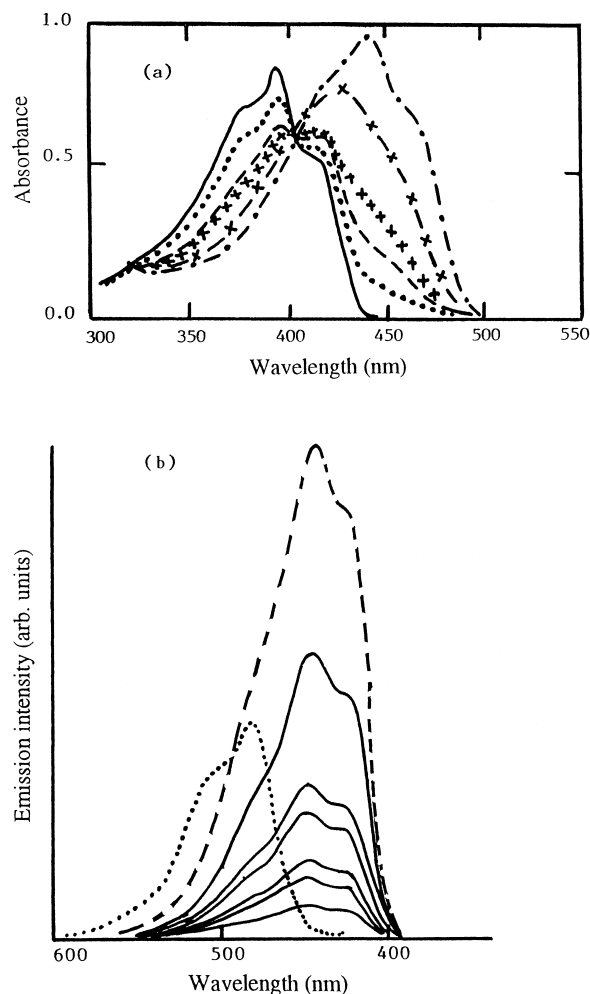 1.0
(a)
Absorbance
0.5
0.0
300 350 400 450 500 550
Wavelength (nm)
(b)
Emission intensity (arb. units)
600 500 400
Wavelength (nm)